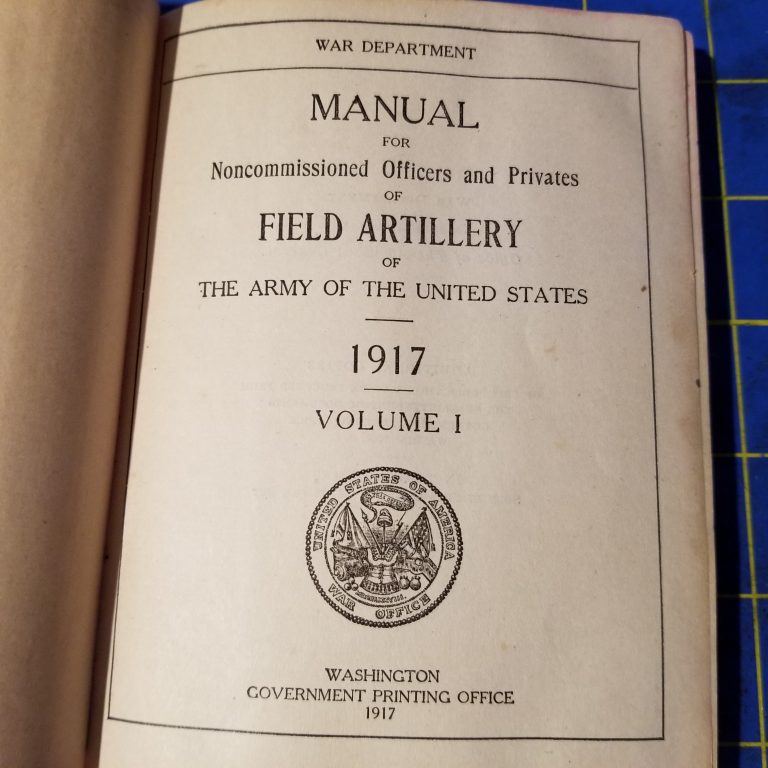 WAR DEPARTMENT
MANUAL
FOR
Noncommissioned Officers and Privates
OF
FIELD ARTILLERY
OF
THE ARMY OF THE UNITED STATES
1917
VOLUME I
UNITED STATES OF AMERICA
WAR OFFICE
WASHINGTON
GOVERNMENT PRINTING OFFICE
1917